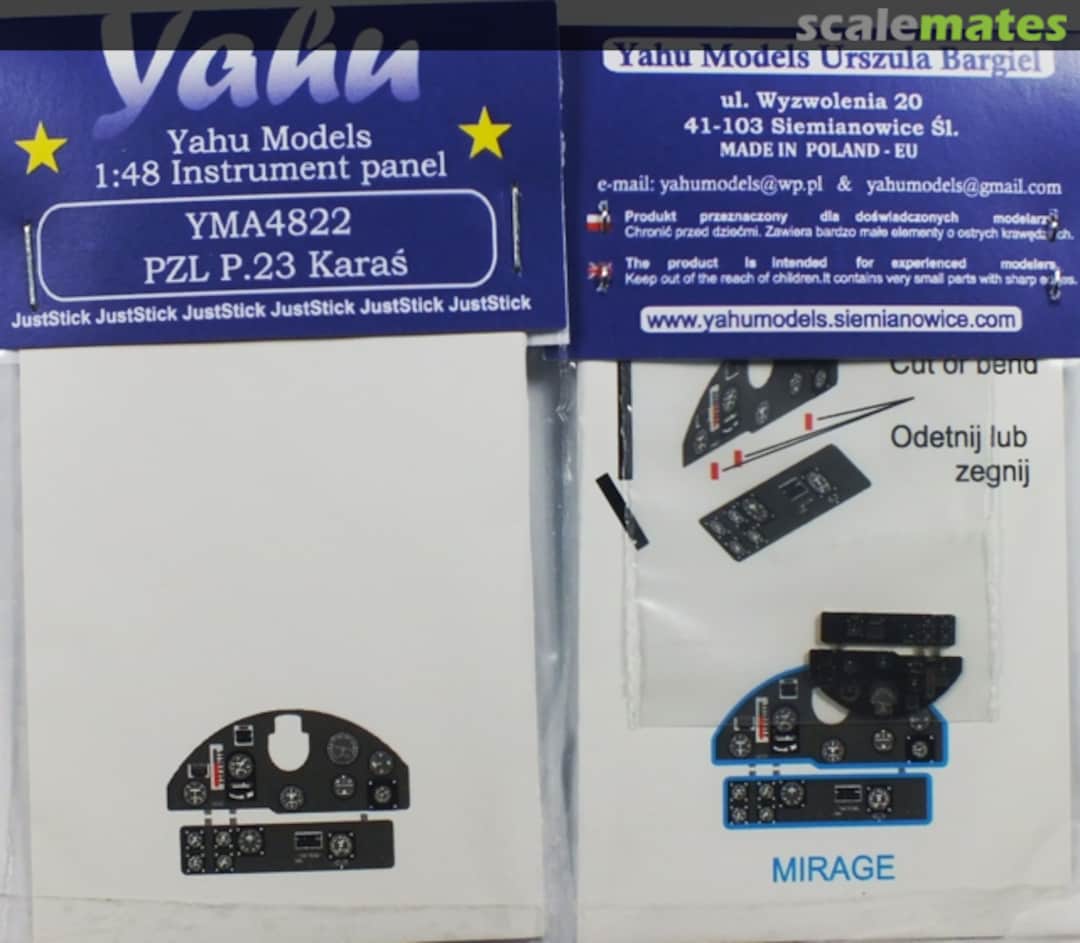 scalemates
Yahu
Yahu Models
1:48 Instrument panel
YMA4822
PZL P.23 Karaś
JustStick JustStick JustStick JustStick JustStick JustStick
Yahu Models Urszula Bargiel
ul. Wyzwolenia 20
41-103 Siemianowice Śl.
MADE IN POLAND - EU
e-mail: yahumodels@wp.pl & yahumodels@gmail.com
Produkt przeznaczony dla doświadczonych modelarzy
Chronić przed dziećmi. Zawiera bardzo małe elementy o ostrych
The product is intended for experienced modelers
Keep out of the reach of children.It contains very small parts with sharp
www.yahumodels.siemianowice.com
Cut or bend
Odetnij lub
zegnij
MIRAGE